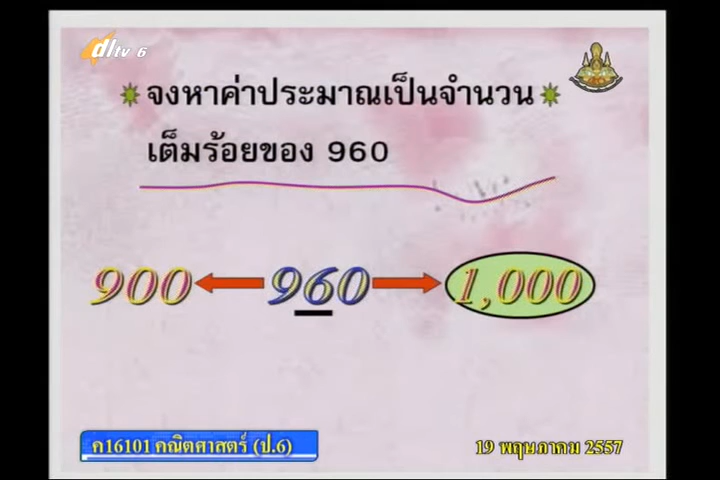 dltv 6
จงหาค่าประมาณเป็นจำนวน
เต็มร้อยของ 960
900 960 1,000
ค16101 คณิตศาสตร์ (ป.6)
19 พฤษภาคม 2557